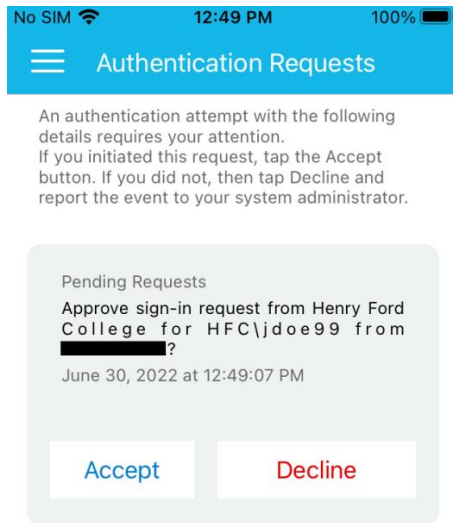 No SIM 12:49 PM 100%
Authentication Requests
An authentication attempt with the following
details requires your attention.
If you initiated this request, tap the Accept
button. If you did not, then tap Decline and
report the event to your system administrator.
Pending Requests
Approve sign-in request from Henry Ford
College for HFC\jdoe99 from
?
June 30, 2022 at 12:49:07 PM
Accept Decline